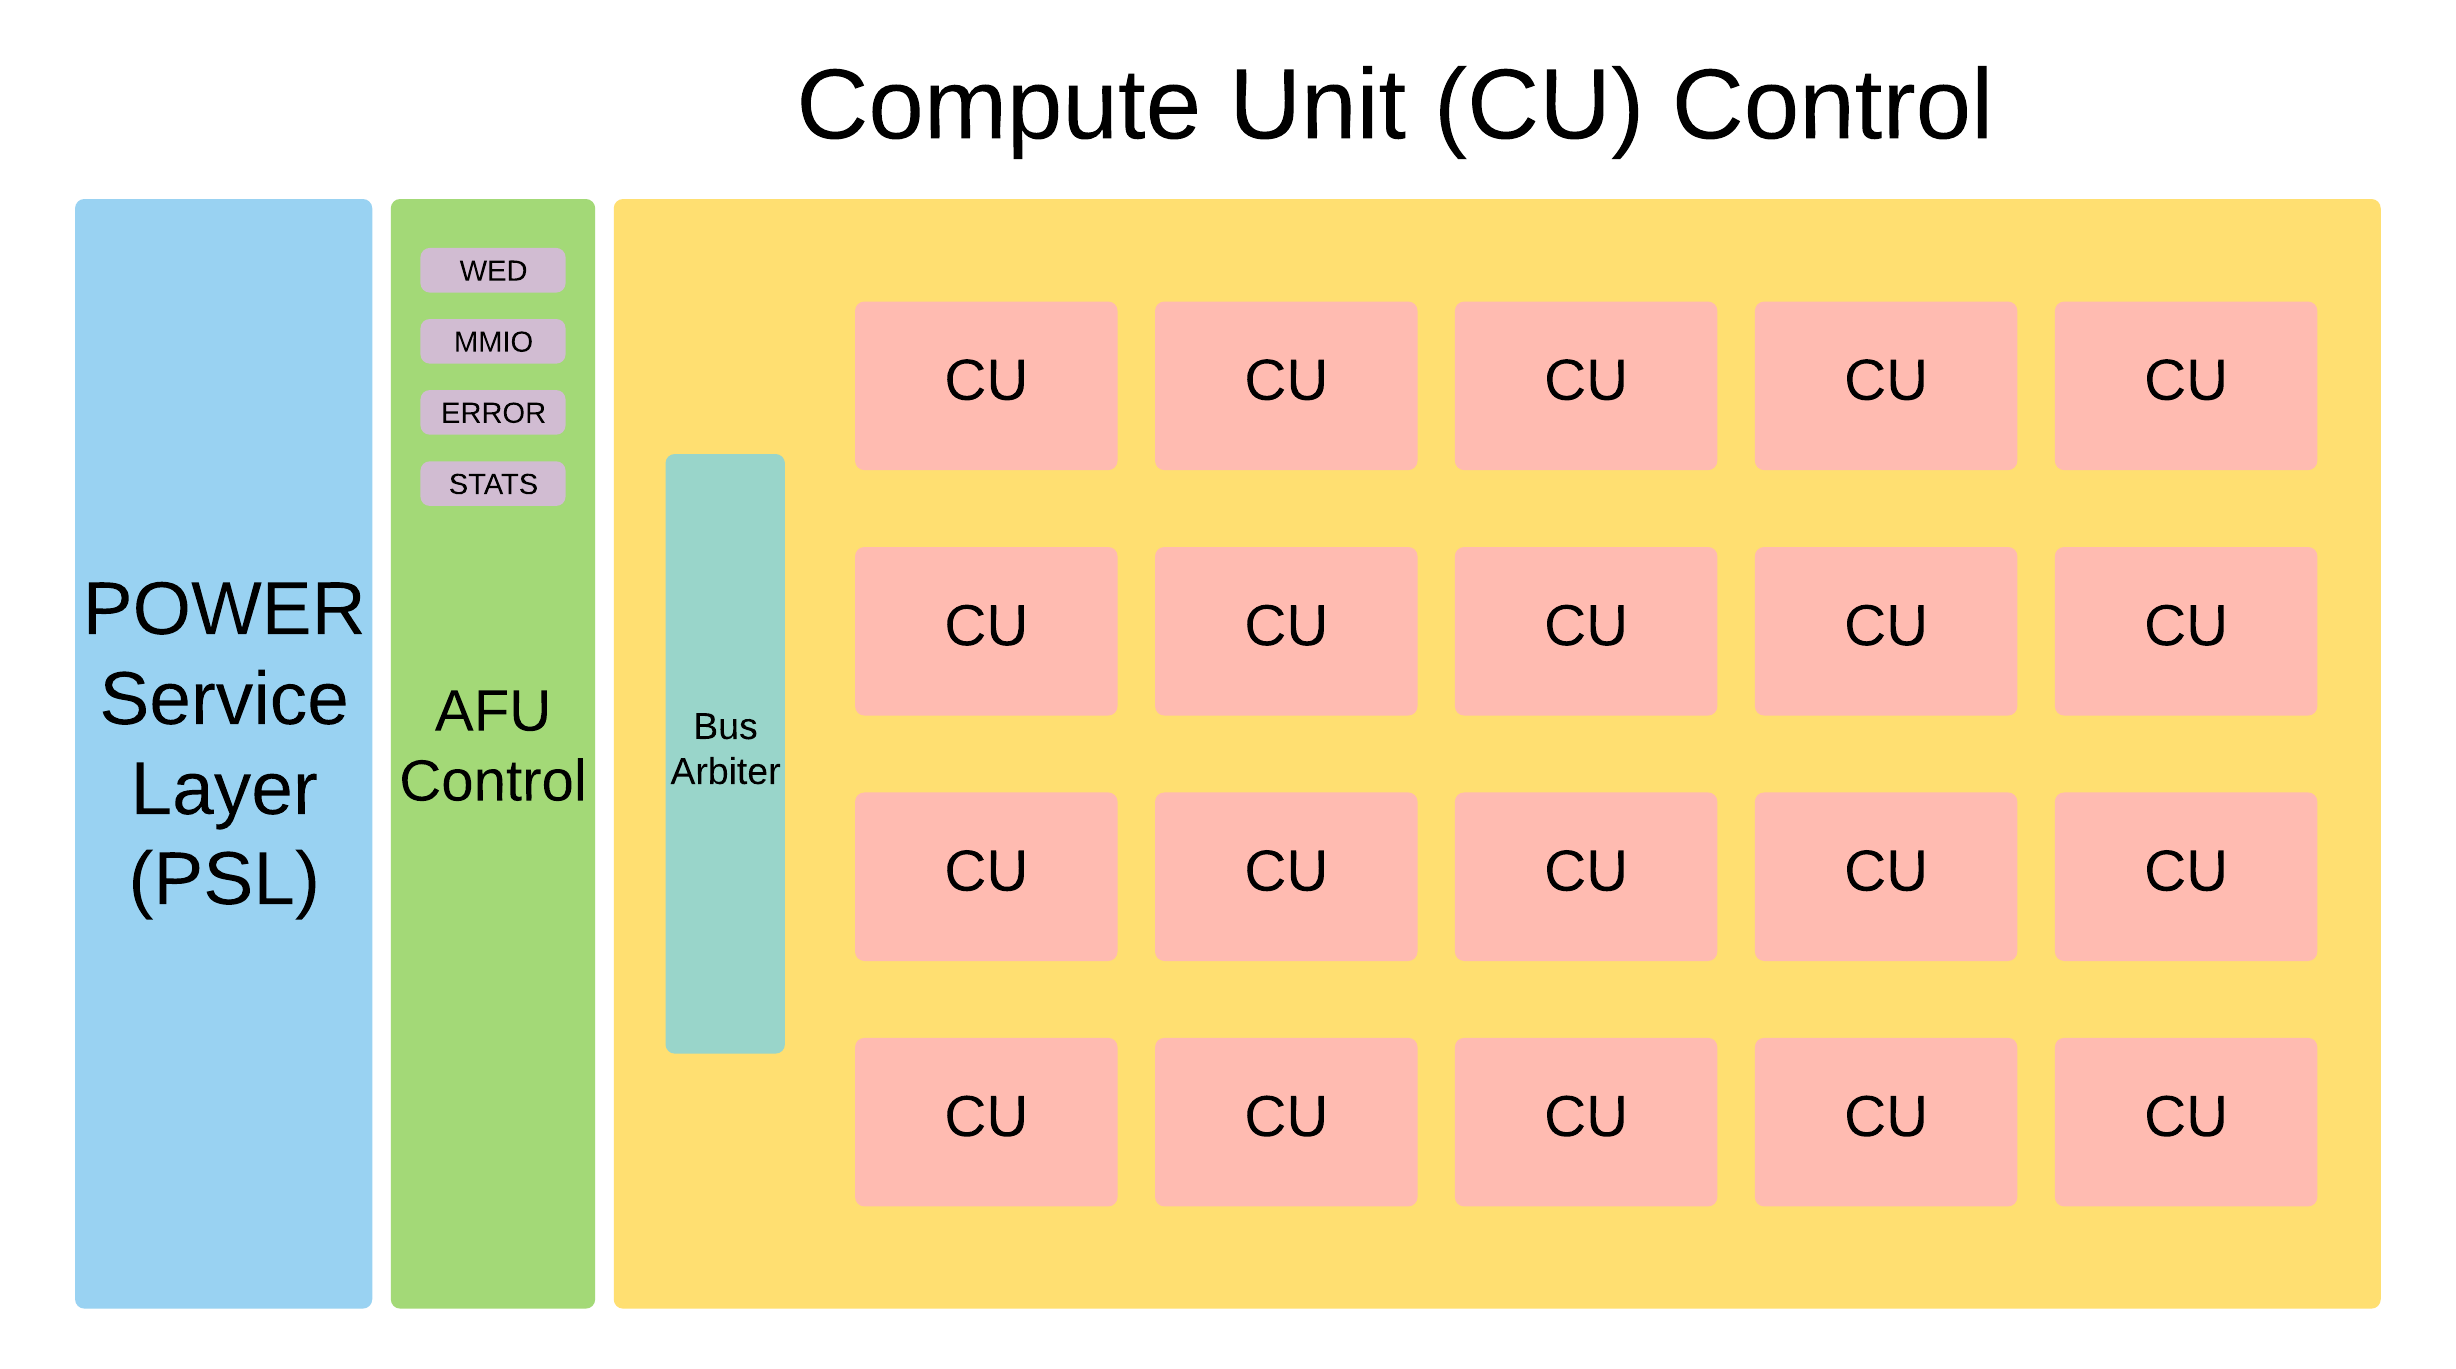 Compute Unit (CU) Control
POWER
Service
Layer
(PSL)
WED
MMIO
ERROR
STATS
AFU
Control
Bus
Arbiter
CU CU CU CU CU
CU CU CU CU CU
CU CU CU CU CU
CU CU CU CU CU